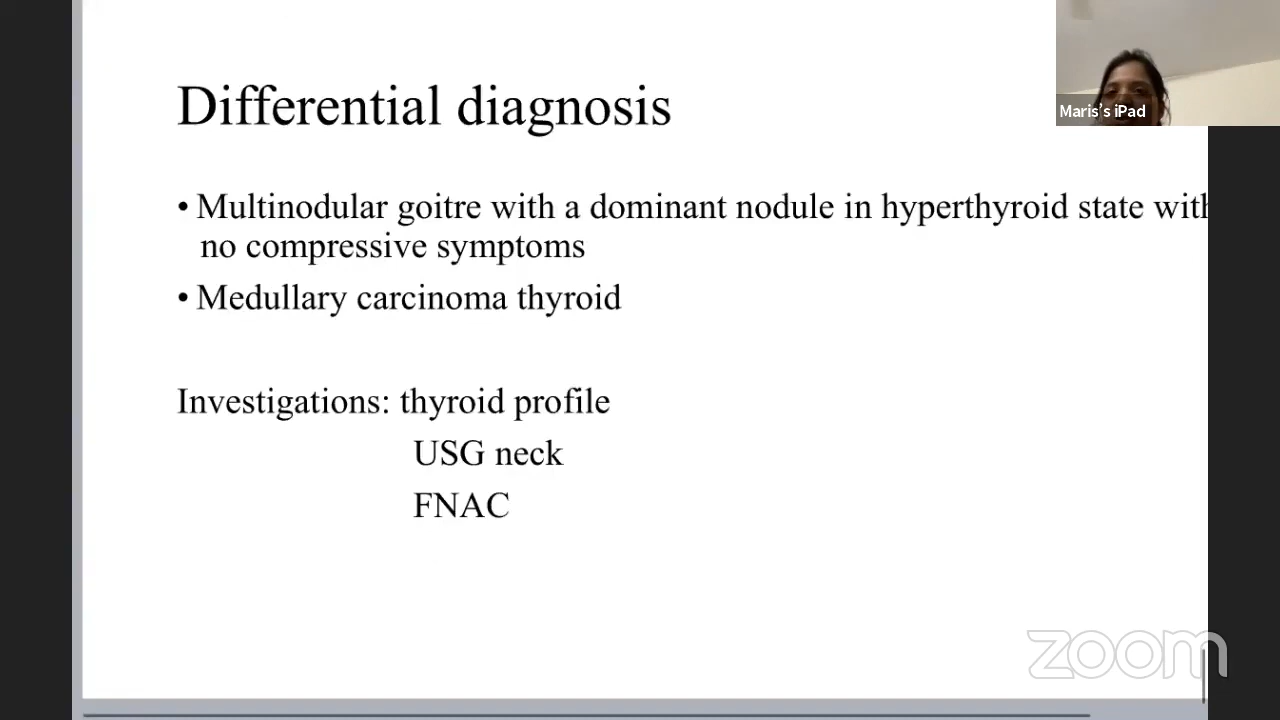 Differential diagnosis
Maris's iPad
• Multinodular goitre with a dominant nodule in hyperthyroid state with
no compressive symptoms
• Medullary carcinoma thyroid
Investigations: thyroid profile
USG neck
FNAC
zoom